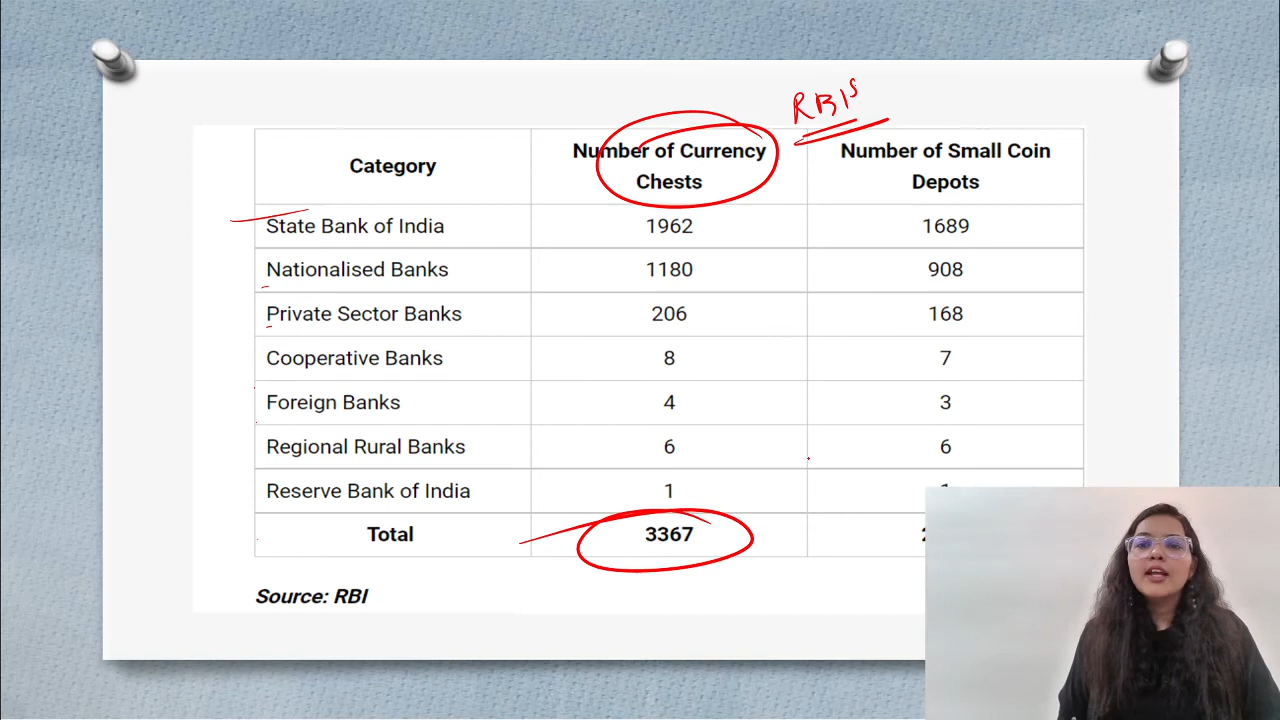 RBIs
Category
Number of Currency
Chests
Number of Small Coin
Depots
State Bank of India
1962
1689
Nationalised Banks
1180
908
Private Sector Banks
206
168
Cooperative Banks
8
7
Foreign Banks
4
3
Regional Rural Banks
6
6
Reserve Bank of India
1
Total
3367
Source: RBI